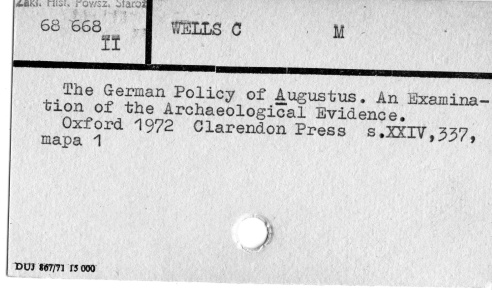 Zakł. Hist. Powsz. Staroż
68 668
II
WELLS C M
The German Policy of Augustus. An Examina-
tion of the Archaeological Evidence.
Oxford 1972 Clarendon Press s.XXIV,337,
mapa 1
DUJ 867/71 15 000